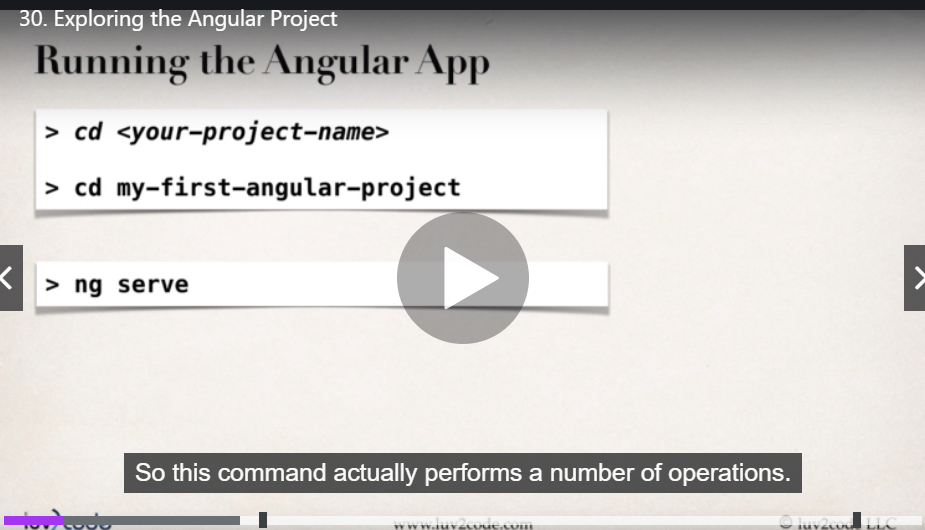 30. Exploring the Angular Project
Running the Angular App
> cd <your-project-name>
> cd my-first-angular-project
> ng serve
So this command actually performs a number of operations.
www.luv2code.com
© luv2code LLC